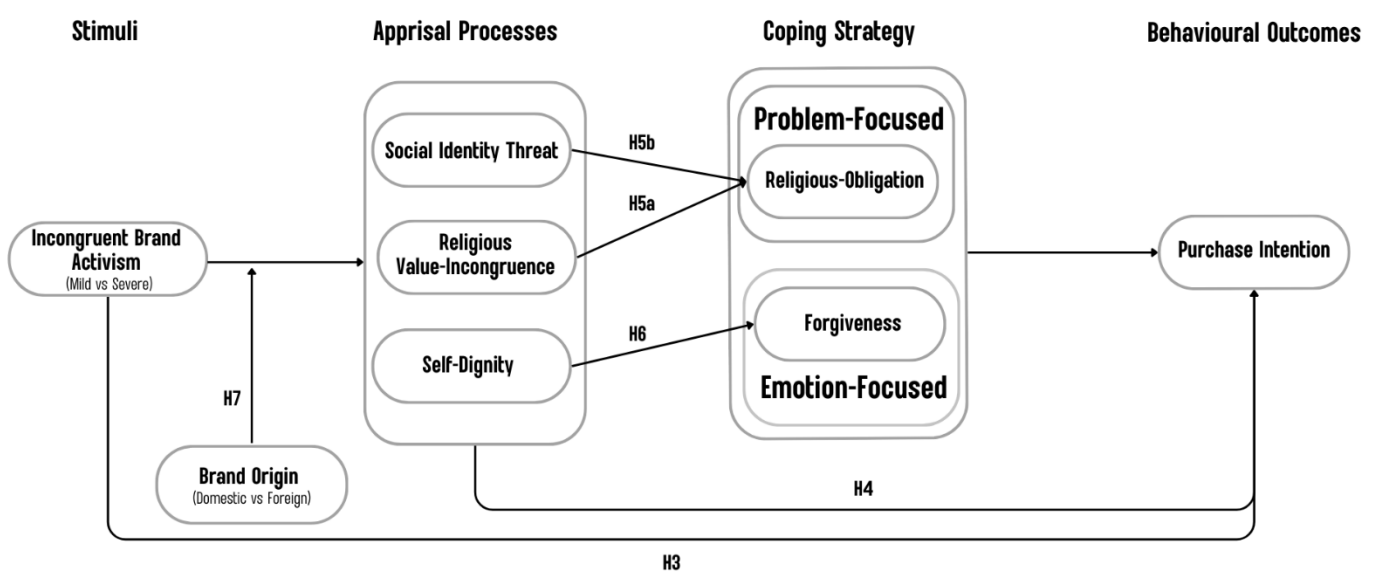 Stimuli
Apprisal Processes
Coping Strategy
Behavioural Outcomes
Problem-Focused
Social Identity Threat
H5b
Religious-Obligation
H5a
Incongruent Brand
Activism
(Mild vs Severe)
Religious
Value-Incongruence
Purchase Intention
Forgiveness
H6
Self-Dignity
Emotion-Focused
H7
Brand Origin
(Domestic vs Foreign)
H4
H3